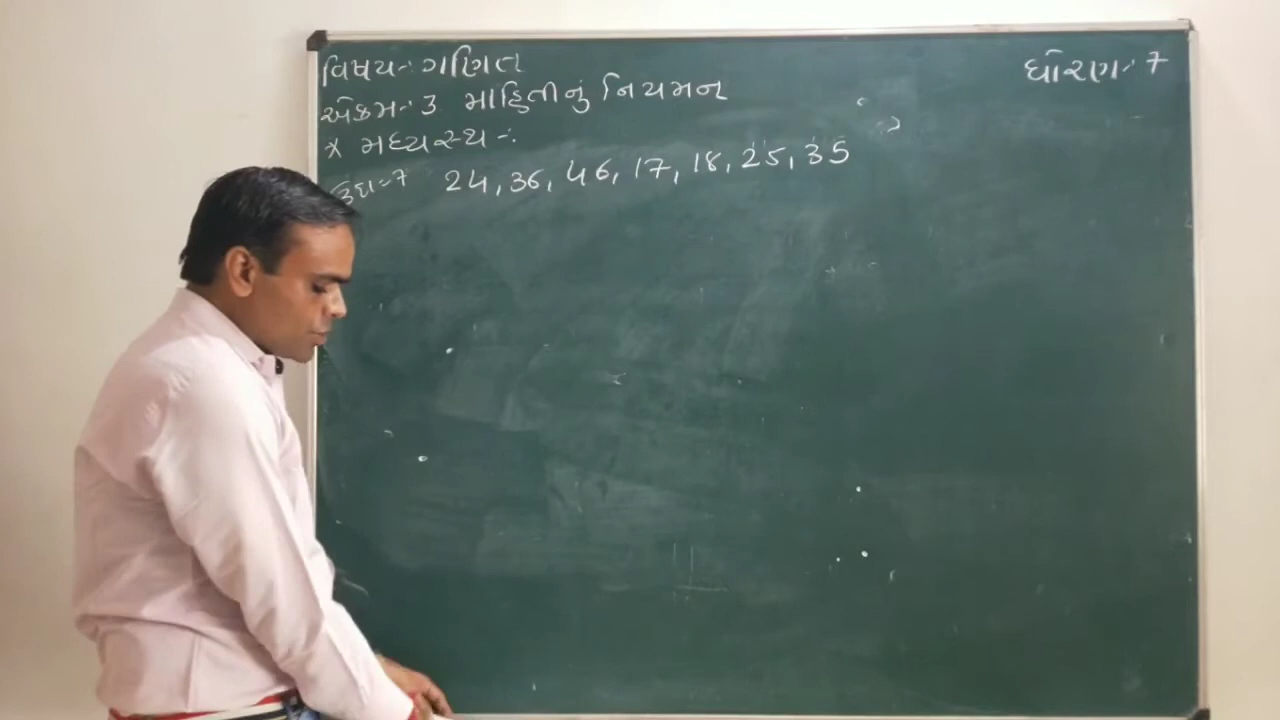 વિષય:- ગણિત
ધોરણ:- 7
એકમ:- 3 માહિતીનું નિયમન
x મધ્યસ્થ :-
ઉદા=7 24, 36, 46, 17, 18, 25, 35